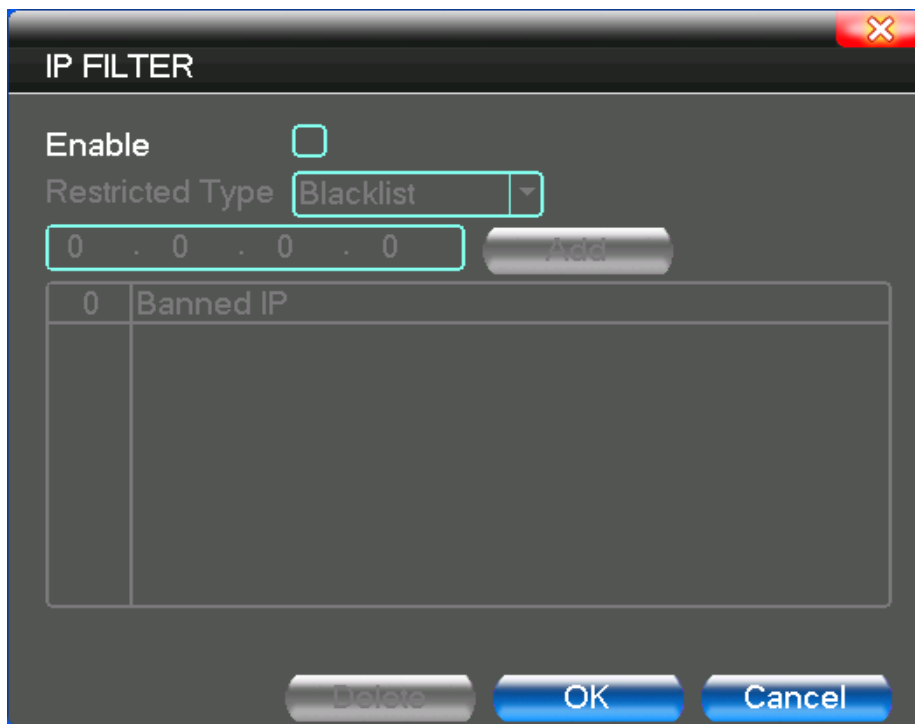 IP FILTER
Enable
Restricted Type Blacklist
0 . 0 . 0 . 0 Add
0 Banned IP
Delete OK Cancel